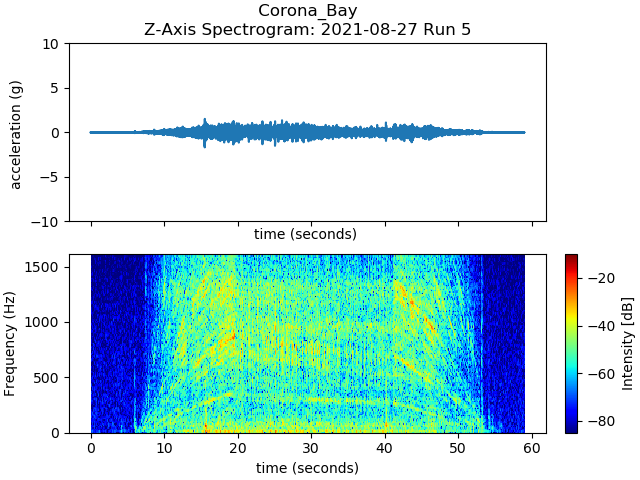 Corona_Bay
Z-Axis Spectrogram: 2021-08-27 Run 5
10
5
0
−5
−10
acceleration (g)
time (seconds)
1500
1000
500
0
Frequency (Hz)
0 10 20 30 40 50 60
time (seconds)
−20
−40
−60
−80
Intensity [dB]